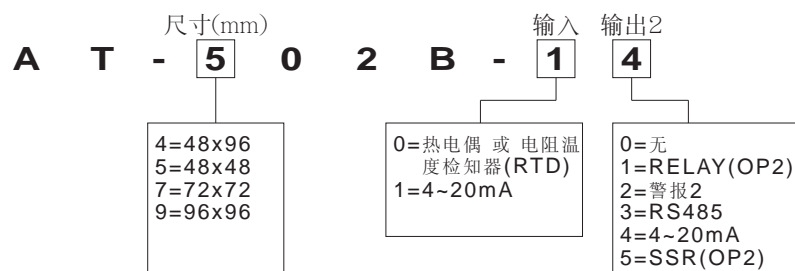 尺寸(mm) 输入 输出2
A T - 5 0 2 B - 1 4
4=48x96
5=48x48
7=72x72
9=96x96
0=热电偶 或 电阻温
度检知器(RTD)
1=4~20mA
0=无
1=RELAY(OP2)
2=警报2
3=RS485
4=4~20mA
5=SSR(OP2)